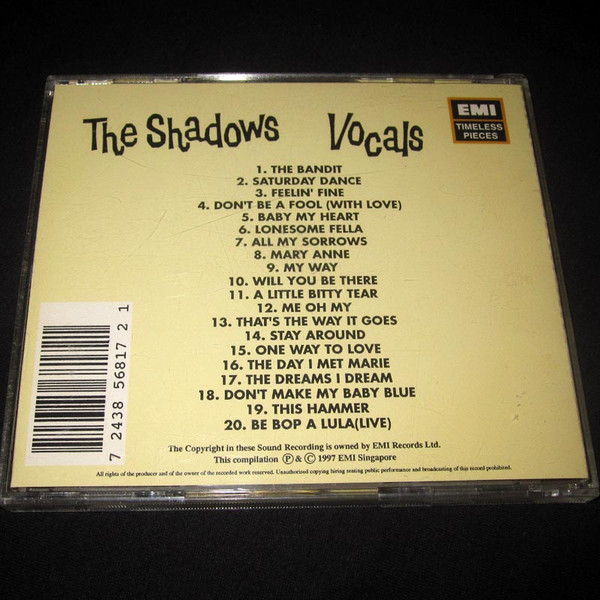 The Shadows Vocals
EMI
TIMELESS
PIECES
1. THE BANDIT
2. SATURDAY DANCE
3. FEELIN' FINE
4. DON'T BE A FOOL (WITH LOVE)
5. BABY MY HEART
6. LONESOME FELLA
7. ALL MY SORROWS
8. MARY ANNE
9. MY WAY
10. WILL YOU BE THERE
11. A LITTLE BITTY TEAR
12. ME OH MY
13. THAT'S THE WAY IT GOES
14. STAY AROUND
15. ONE WAY TO LOVE
16. THE DAY I MET MARIE
17. THE DREAMS I DREAM
18. DON'T MAKE MY BABY BLUE
19. THIS HAMMER
20. BE BOP A LULA(LIVE)
7 2438 56817 2 1
The Copyright in these Sound Recording is owned by EMI Records Ltd.
This compilation Ⓟ & © 1997 EMI Singapore
All rights of the producer and of the owner of the recorded work reserved. Unauthorised copying hiring renting public performance and broadcasting of this record prohibited.